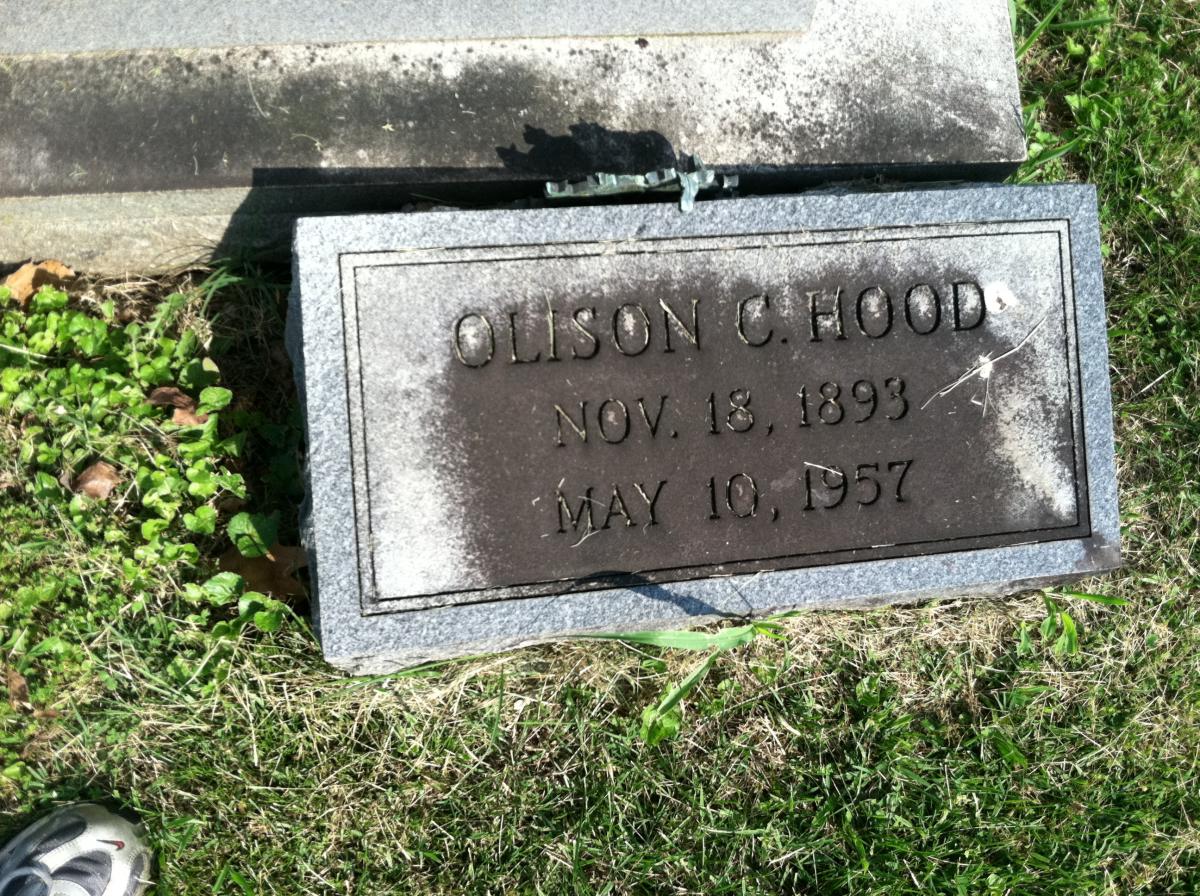 OLISON C. HOOD
NOV. 18, 1893
MAY 10, 1957